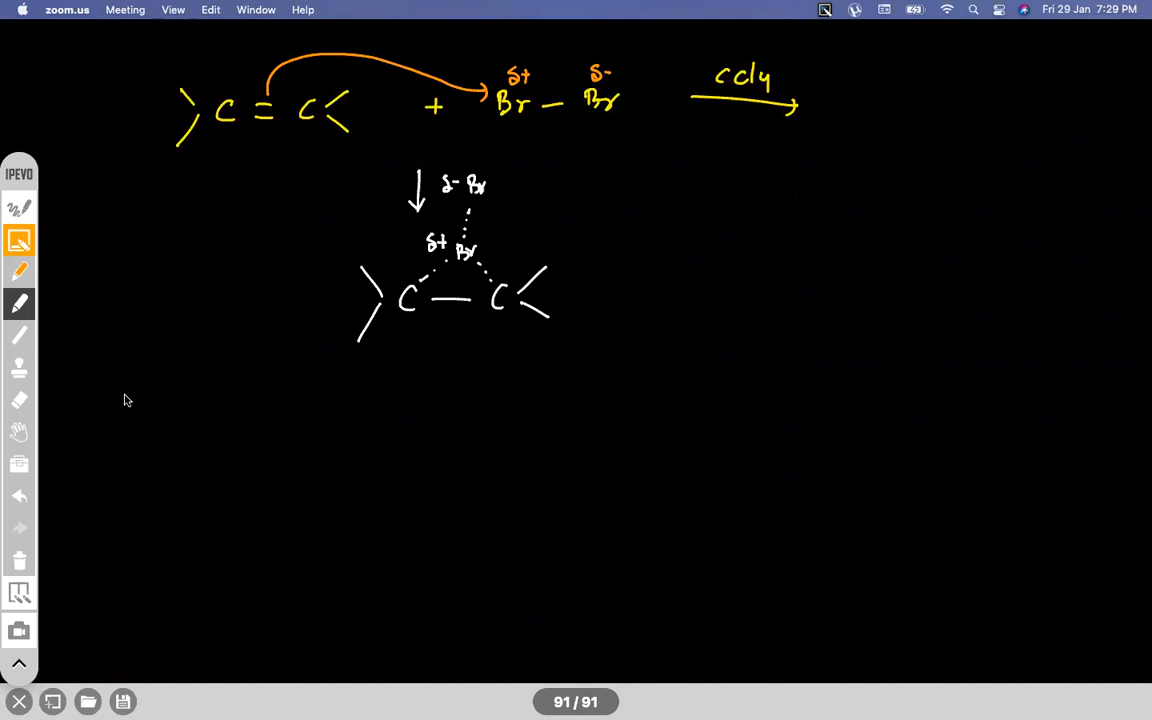 zoom.us Meeting View Edit Window Help Fri 29 Jan 7:29 PM
δ+ δ-
C = C + Br - Br CCl4
IPEVO
δ- Br
δ+ Br
C — C
91 / 91